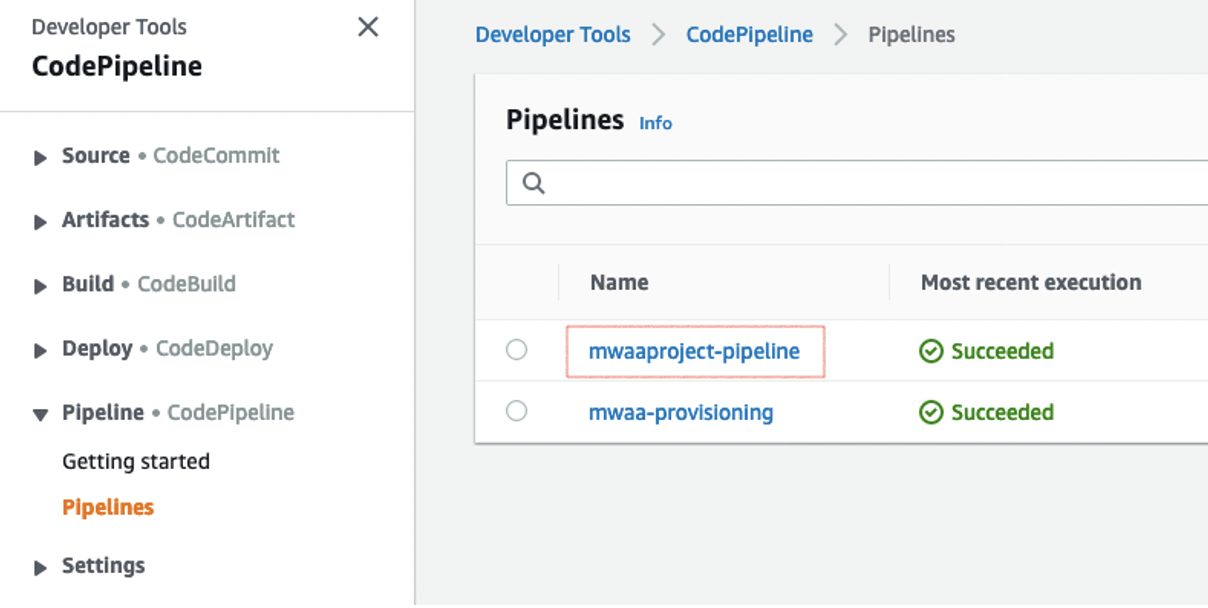 Developer Tools
CodePipeline
Source • CodeCommit
Artifacts • CodeArtifact
Build • CodeBuild
Deploy • CodeDeploy
Pipeline • CodePipeline
Getting started
Pipelines
Settings
Developer Tools > CodePipeline > Pipelines
Pipelines Info
Name Most recent execution
mwaaproject-pipeline Succeeded
mwaa-provisioning Succeeded